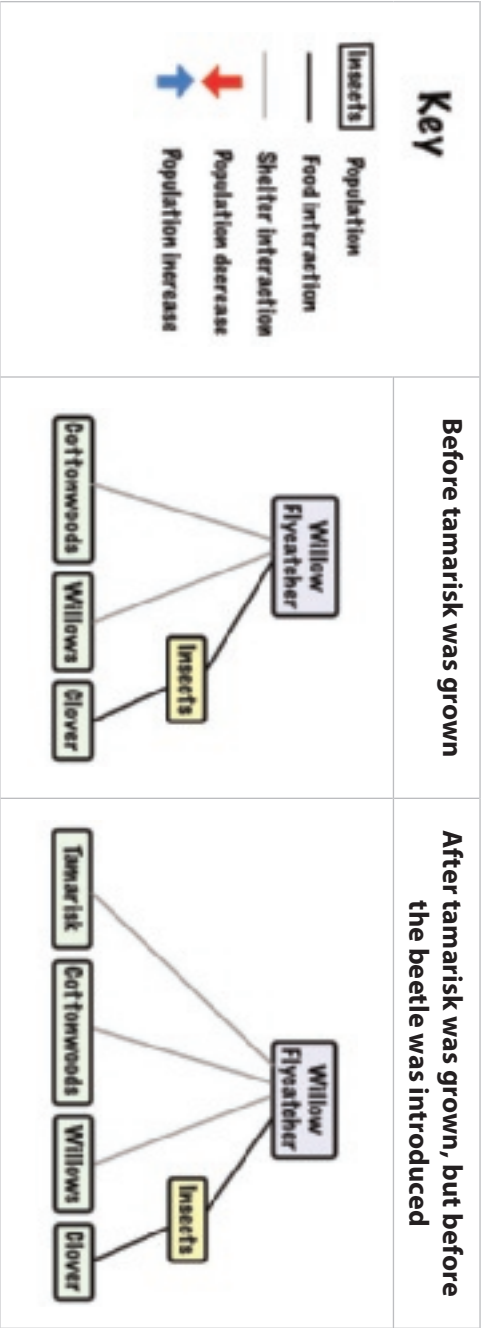 Key
Insects Population
Food interaction
Shelter interaction
Population decrease
Population increase
Before tamarisk was grown
Willow
Flycatcher
Insects
Cottonwoods Willows Clover
After tamarisk was grown, but before
the beetle was introduced
Willow
Flycatcher
Insects
Tamarisk Cottonwoods Willows Clover